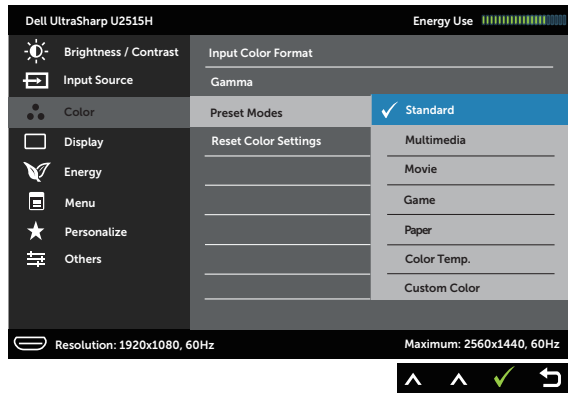 Dell UltraSharp U2515H
Energy Use
Brightness / Contrast
Input Source
Color
Display
Energy
Menu
Personalize
Others
Input Color Format
Gamma
Preset Modes
Reset Color Settings
Standard
Multimedia
Movie
Game
Paper
Color Temp.
Custom Color
Resolution: 1920x1080, 60Hz
Maximum: 2560x1440, 60Hz